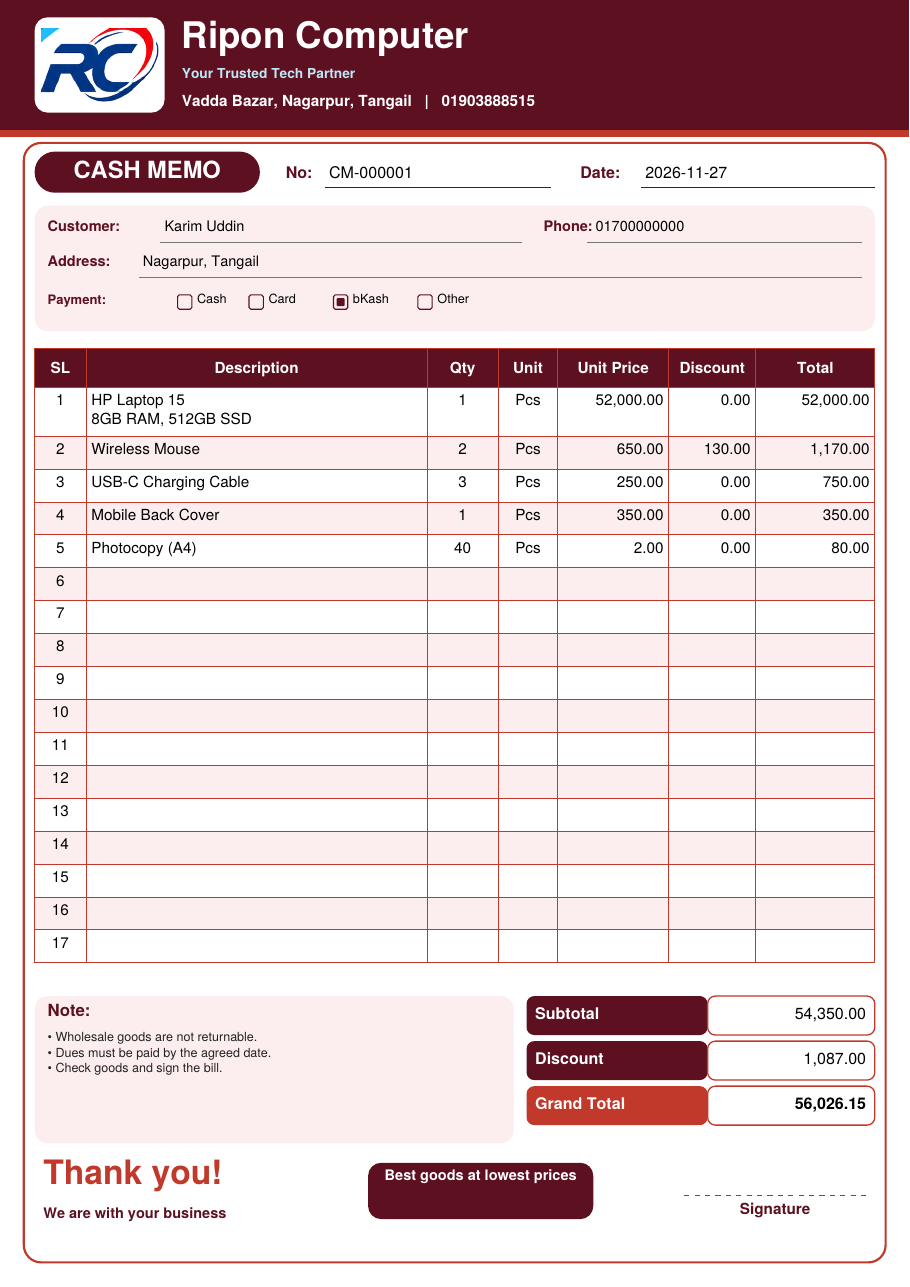 RC
Ripon Computer
Your Trusted Tech Partner
Vadda Bazar, Nagarpur, Tangail | 01903888515
CASH MEMO No: CM-000001 Date: 2026-11-27
Customer: Karim Uddin Phone: 01700000000
Address: Nagarpur, Tangail
Payment: Cash Card bKash Other
SL Description Qty Unit Unit Price Discount Total
1 HP Laptop 15 1 Pcs 52,000.00 0.00 52,000.00
8GB RAM, 512GB SSD
2 Wireless Mouse 2 Pcs 650.00 130.00 1,170.00
3 USB-C Charging Cable 3 Pcs 250.00 0.00 750.00
4 Mobile Back Cover 1 Pcs 350.00 0.00 350.00
5 Photocopy (A4) 40 Pcs 2.00 0.00 80.00
6
7
8
9
10
11
12
13
14
15
16
17
Note:
• Wholesale goods are not returnable.
• Dues must be paid by the agreed date.
• Check goods and sign the bill.
Subtotal 54,350.00
Discount 1,087.00
Grand Total 56,026.15
Thank you!
We are with your business
Best goods at lowest prices
Signature